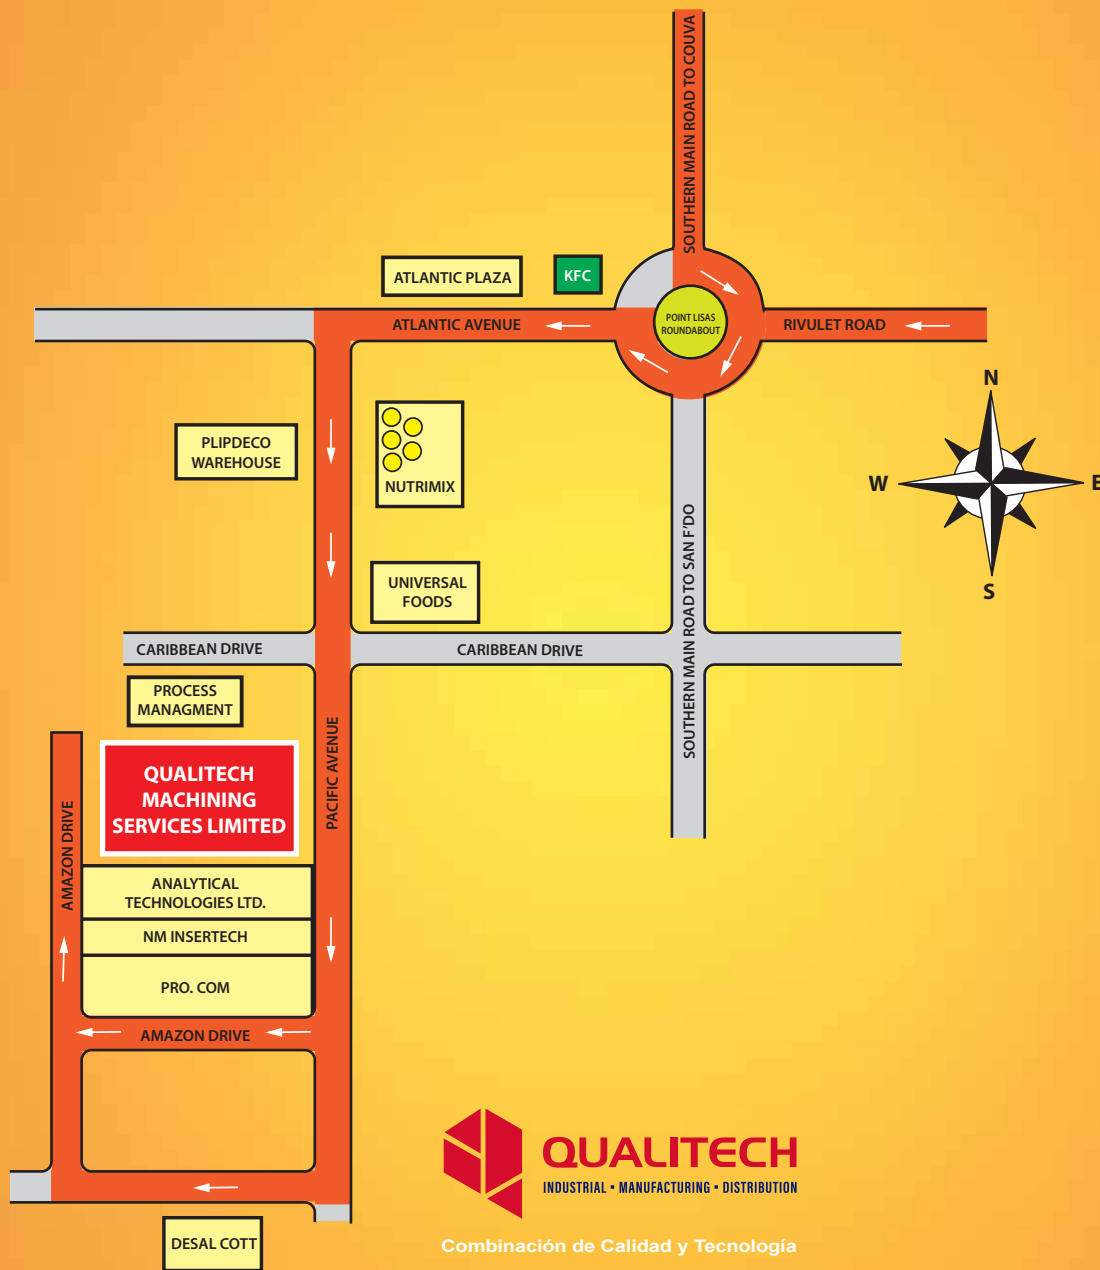 SOUTHERN MAIN ROAD TO COUVA
ATLANTIC PLAZA
KFC
POINT LISAS
ROUNDABOUT
ATLANTIC AVENUE
RIVULET ROAD
N
W
E
S
PLIPDECO
WAREHOUSE
NUTRIMIX
UNIVERSAL
FOODS
SOUTHERN MAIN ROAD TO SAN F'DO
CARIBBEAN DRIVE
CARIBBEAN DRIVE
PROCESS
MANAGMENT
PACIFIC AVENUE
QUALITECH
MACHINING
SERVICES LIMITED
AMAZON DRIVE
ANALYTICAL
TECHNOLOGIES LTD.
NM INSERTECH
PRO. COM
AMAZON DRIVE
DESAL COTT
QUALITECH
INDUSTRIAL • MANUFACTURING • DISTRIBUTION
Combinación de Calidad y Tecnología